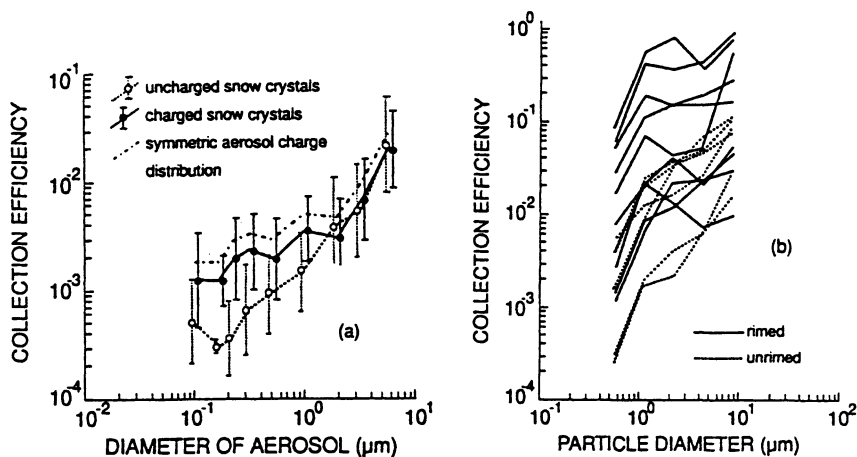 COLLECTION EFFICIENCY
10^-1
10^-2
10^-3
10^-4
uncharged snow crystals
charged snow crystals
symmetric aerosol charge
distribution
(a)
10^-2
10^-1
10^0
10^1
DIAMETER OF AEROSOL (µm)
COLLECTION EFFICIENCY
10^0
10^-1
10^-2
10^-3
10^-4
(b)
rimed
unrimed
10^-1
10^0
10^1
10^2
PARTICLE DIAMETER (µm)